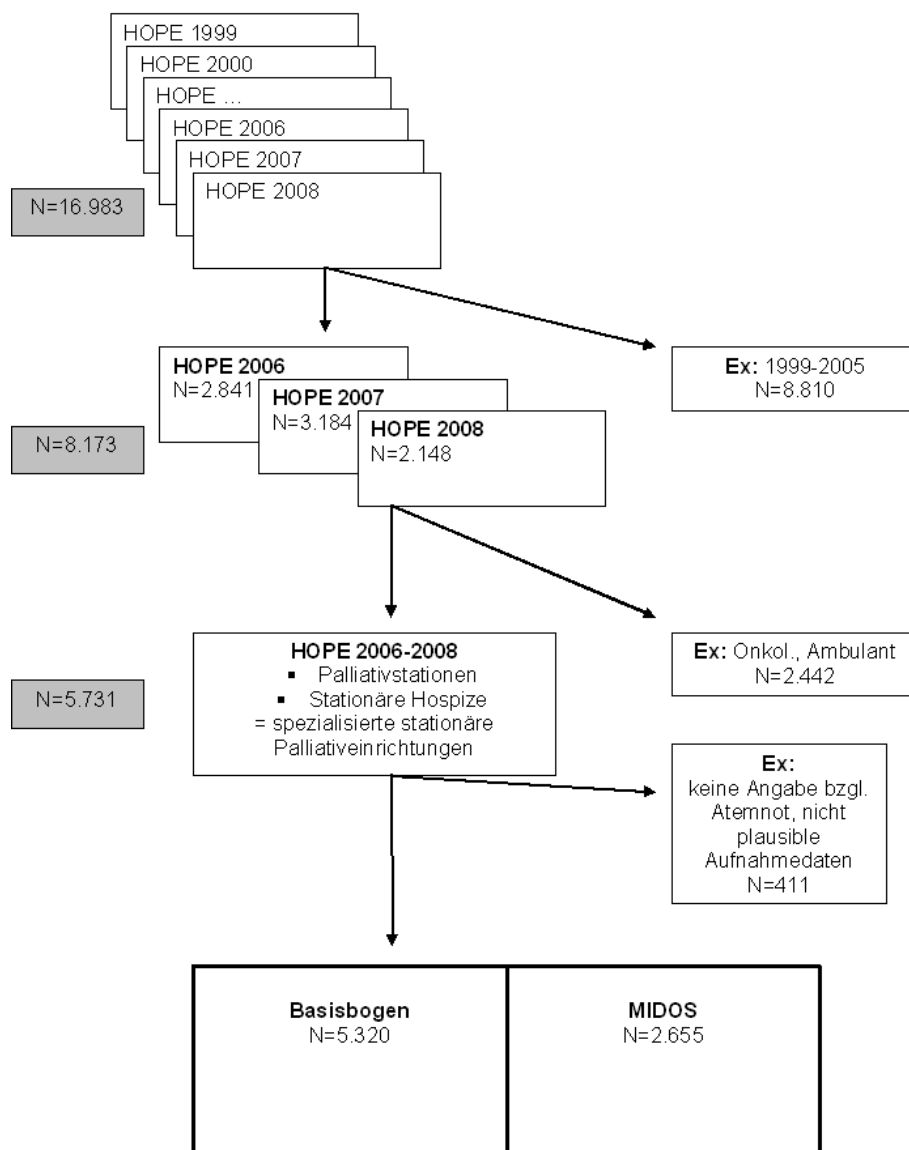 HOPE 1999
HOPE 2000
HOPE ...
HOPE 2006
HOPE 2007
HOPE 2008
N=16.983
HOPE 2006
N=2.841
HOPE 2007
N=3.184
HOPE 2008
N=2.148
Ex: 1999-2005
N=8.810
N=8.173
HOPE 2006-2008
▪ Palliativstationen
▪ Stationäre Hospize
= spezialisierte stationäre
Palliativeinrichtungen
Ex: Onkol., Ambulant
N=2.442
N=5.731
Ex:
keine Angabe bzgl.
Atemnot, nicht
plausible
Aufnahmedaten
N=411
Basisbogen
N=5.320
MIDOS
N=2.655